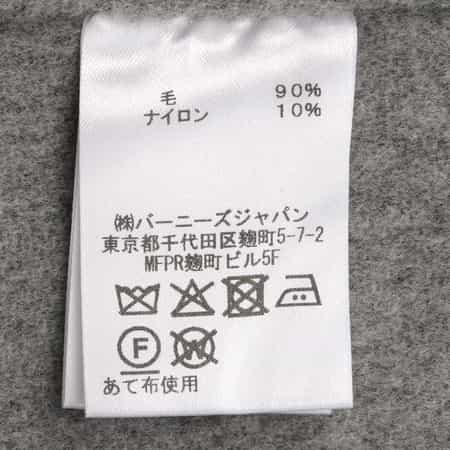 毛 90%
ナイロン 10%
㈱バーニーズジャパン
東京都千代田区麹町5-7-2
MFPR麹町ビル5F
F W
あて布使用